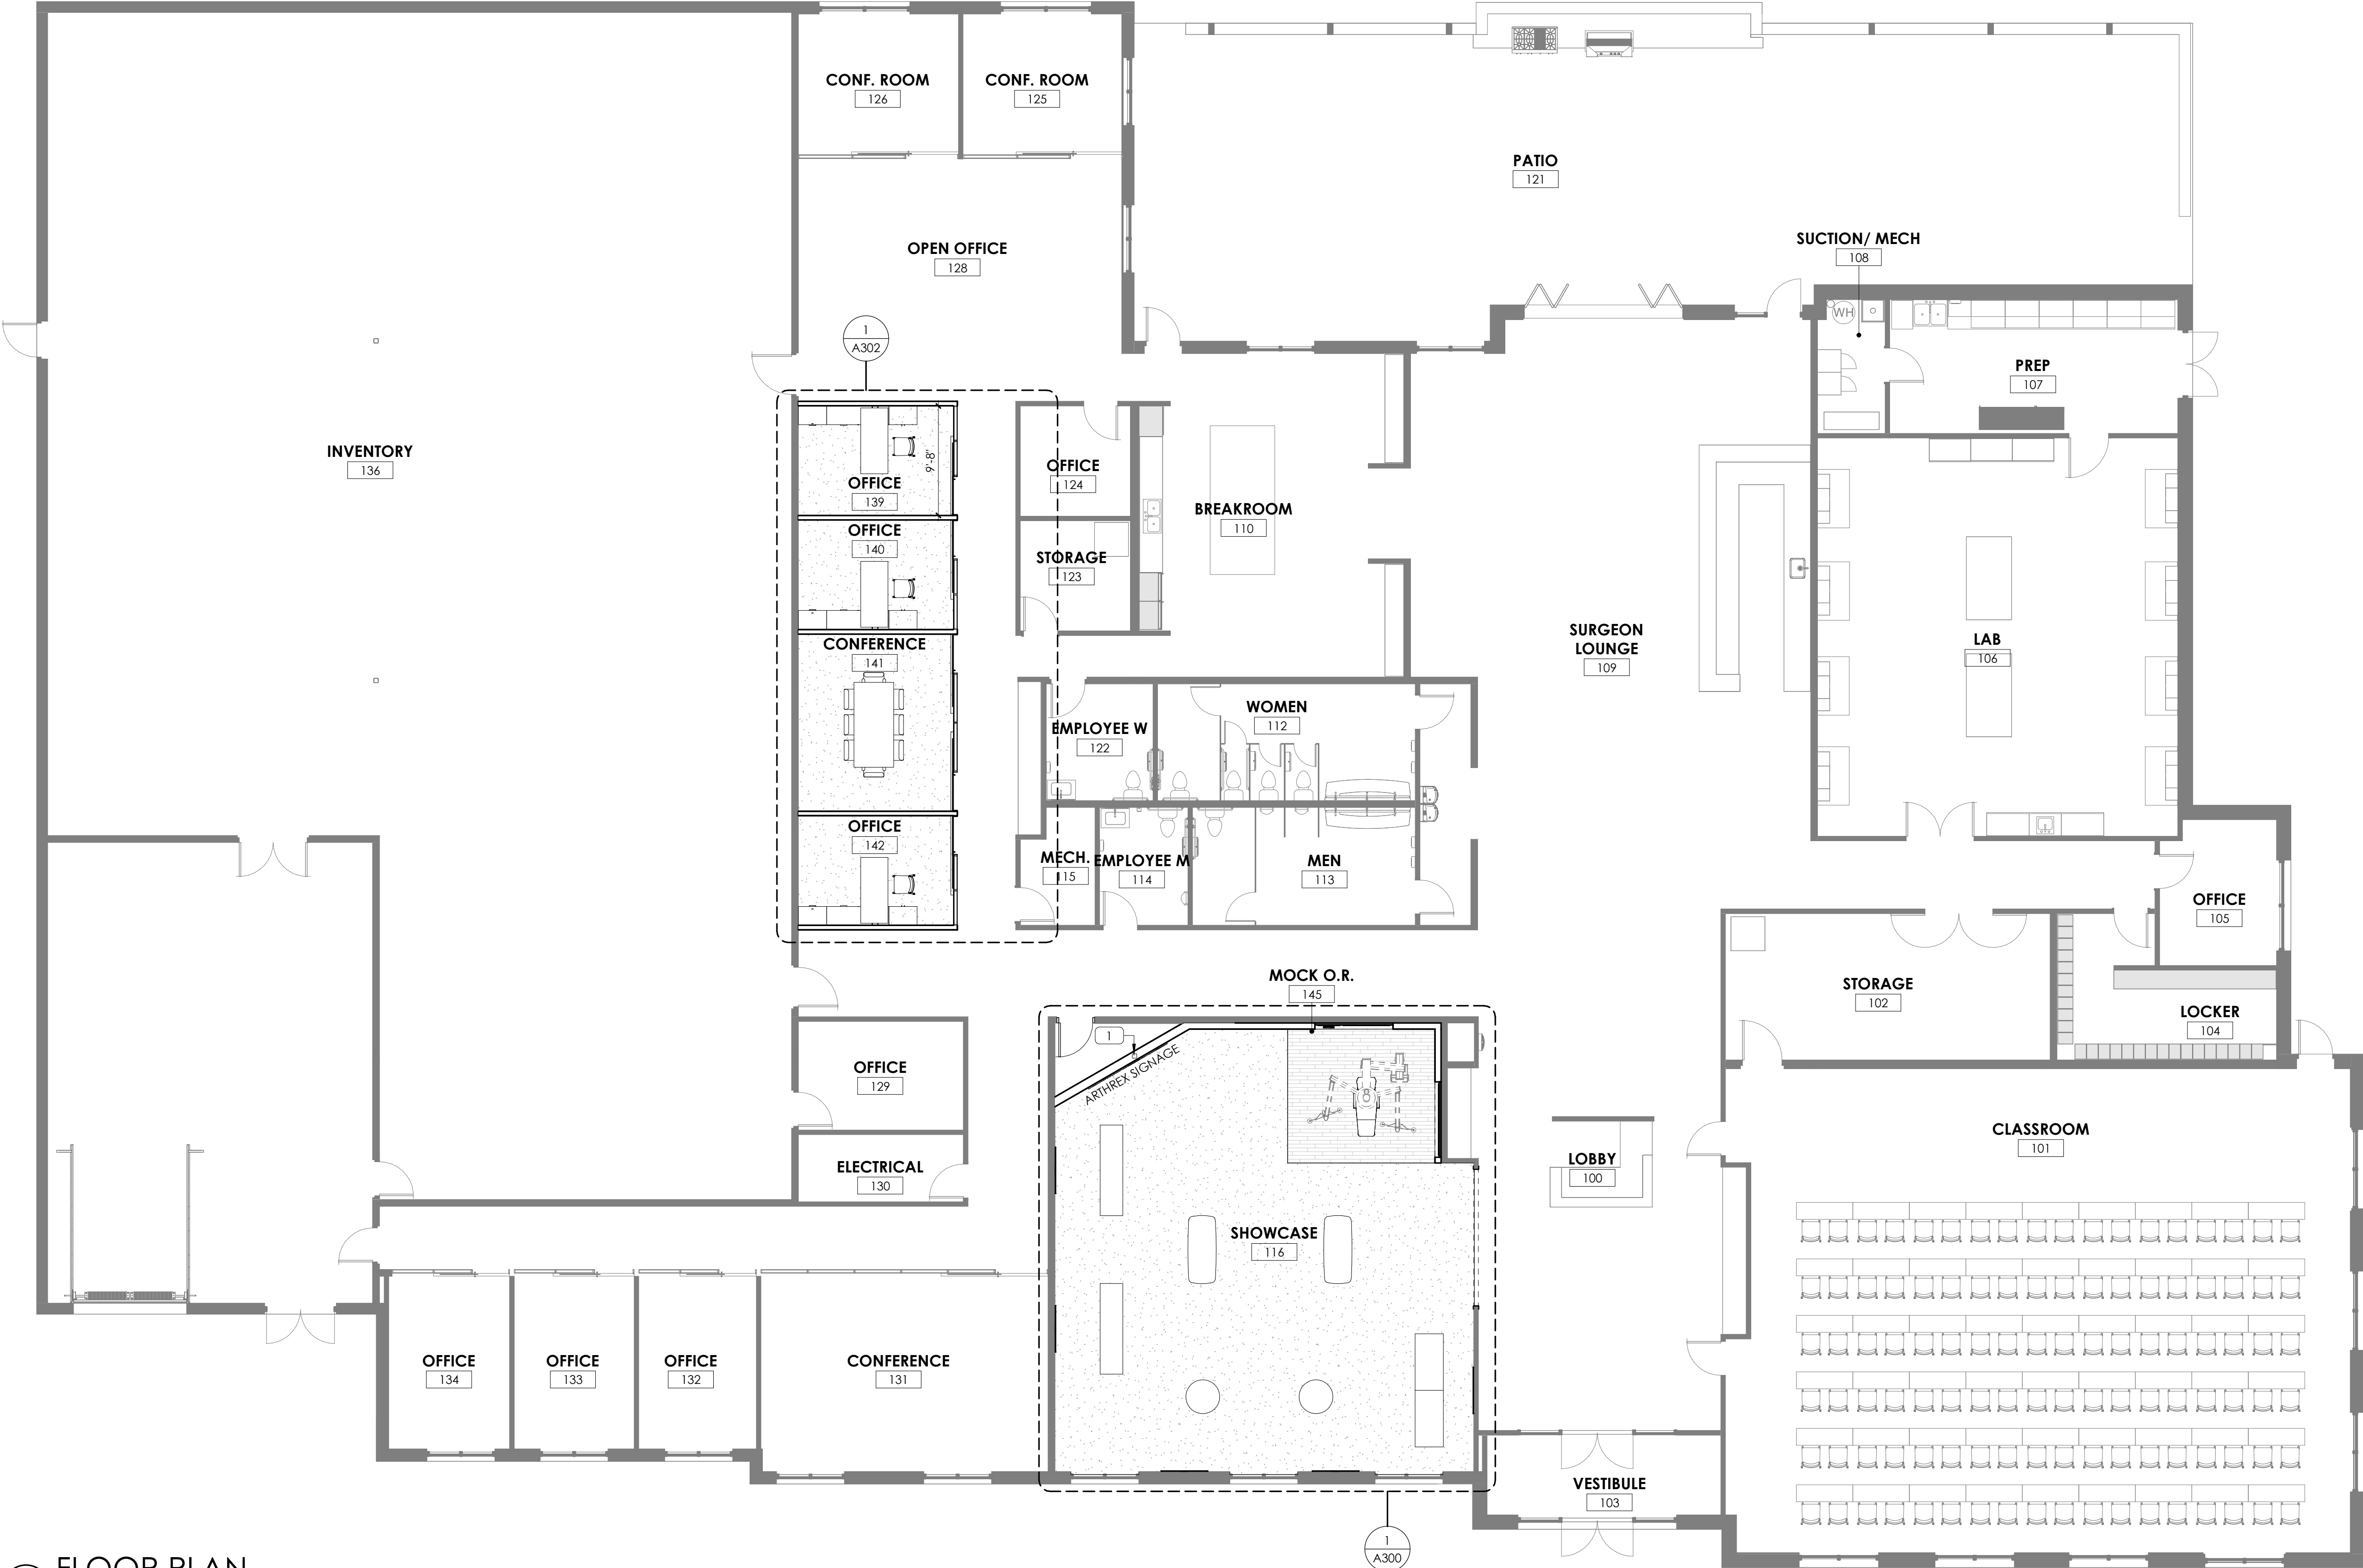 CONF. ROOM
126
CONF. ROOM
125
PATIO
121
OPEN OFFICE
128
SUCTION/ MECH
108
WH
1
A302
PREP
107
INVENTORY
136
9'-8"
OFFICE
139
OFFICE
124
BREAKROOM
110
OFFICE
140
STORAGE
123
CONFERENCE
141
SURGEON
LOUNGE
109
LAB
106
EMPLOYEE W
122
WOMEN
112
OFFICE
142
MECH.
115
EMPLOYEE M
114
MEN
113
OFFICE
105
MOCK O.R.
145
STORAGE
102
LOCKER
104
1
ARTHREX SIGNAGE
OFFICE
129
CLASSROOM
101
ELECTRICAL
130
LOBBY
100
SHOWCASE
116
OFFICE
134
OFFICE
133
OFFICE
132
CONFERENCE
131
VESTIBULE
103
1
A300
FLOOR PLAN